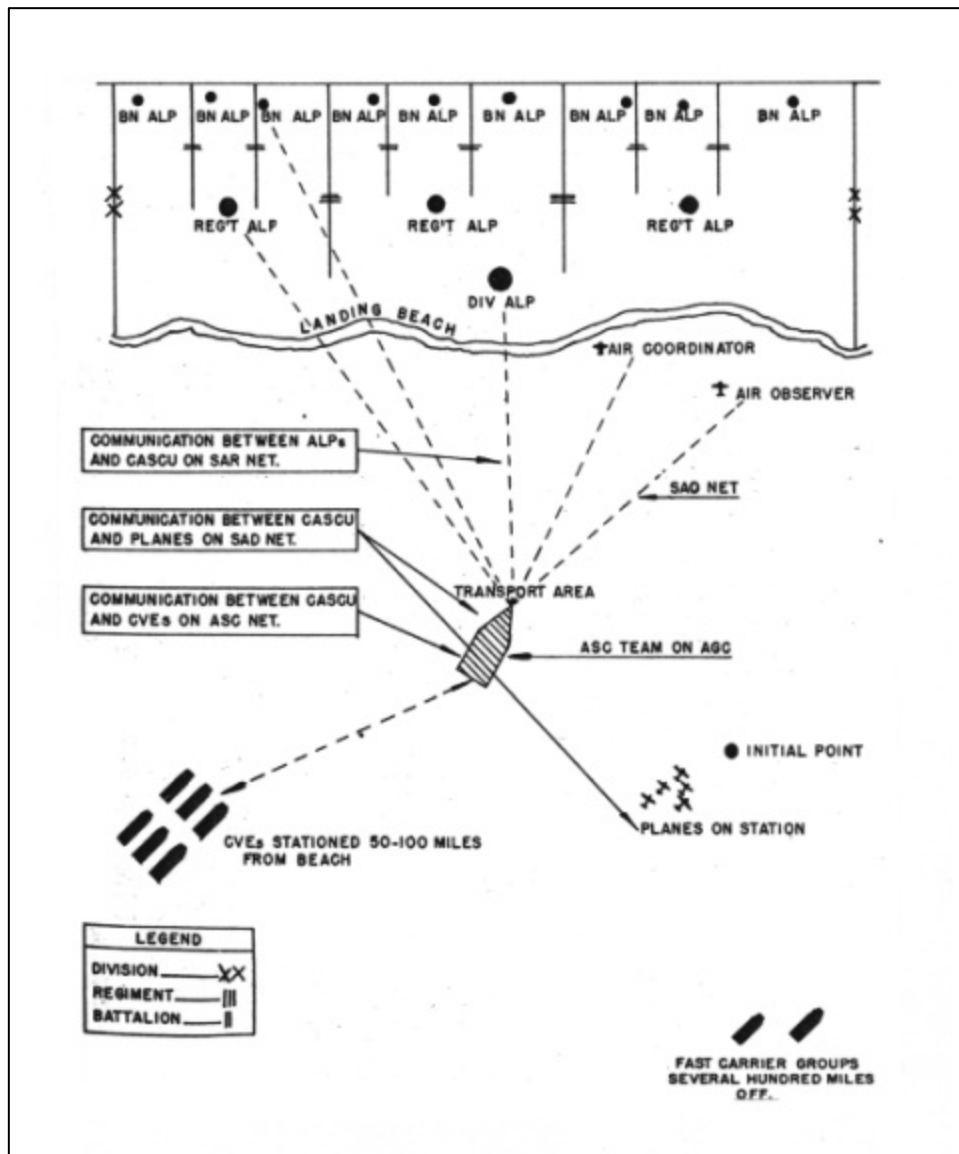 BN ALP BN ALP BN ALP BN ALP BN ALP BN ALP BN ALP BN ALP BN ALP
REG'T ALP REG'T ALP REG'T ALP
DIV ALP
LANDING BEACH
AIR COORDINATOR
AIR OBSERVER
COMMUNICATION BETWEEN ALPs
AND CASCU ON SAR NET.
SAO NET
COMMUNICATION BETWEEN CASCU
AND PLANES ON SAD NET.
TRANSPORT AREA
COMMUNICATION BETWEEN CASCU
AND CVEs ON ASC NET.
ASC TEAM ON AGC
INITIAL POINT
PLANES ON STATION
CVEs STATIONED 50-100 MILES
FROM BEACH
LEGEND
DIVISION
REGIMENT
BATTALION
FAST CARRIER GROUPS
SEVERAL HUNDRED MILES
OFF.